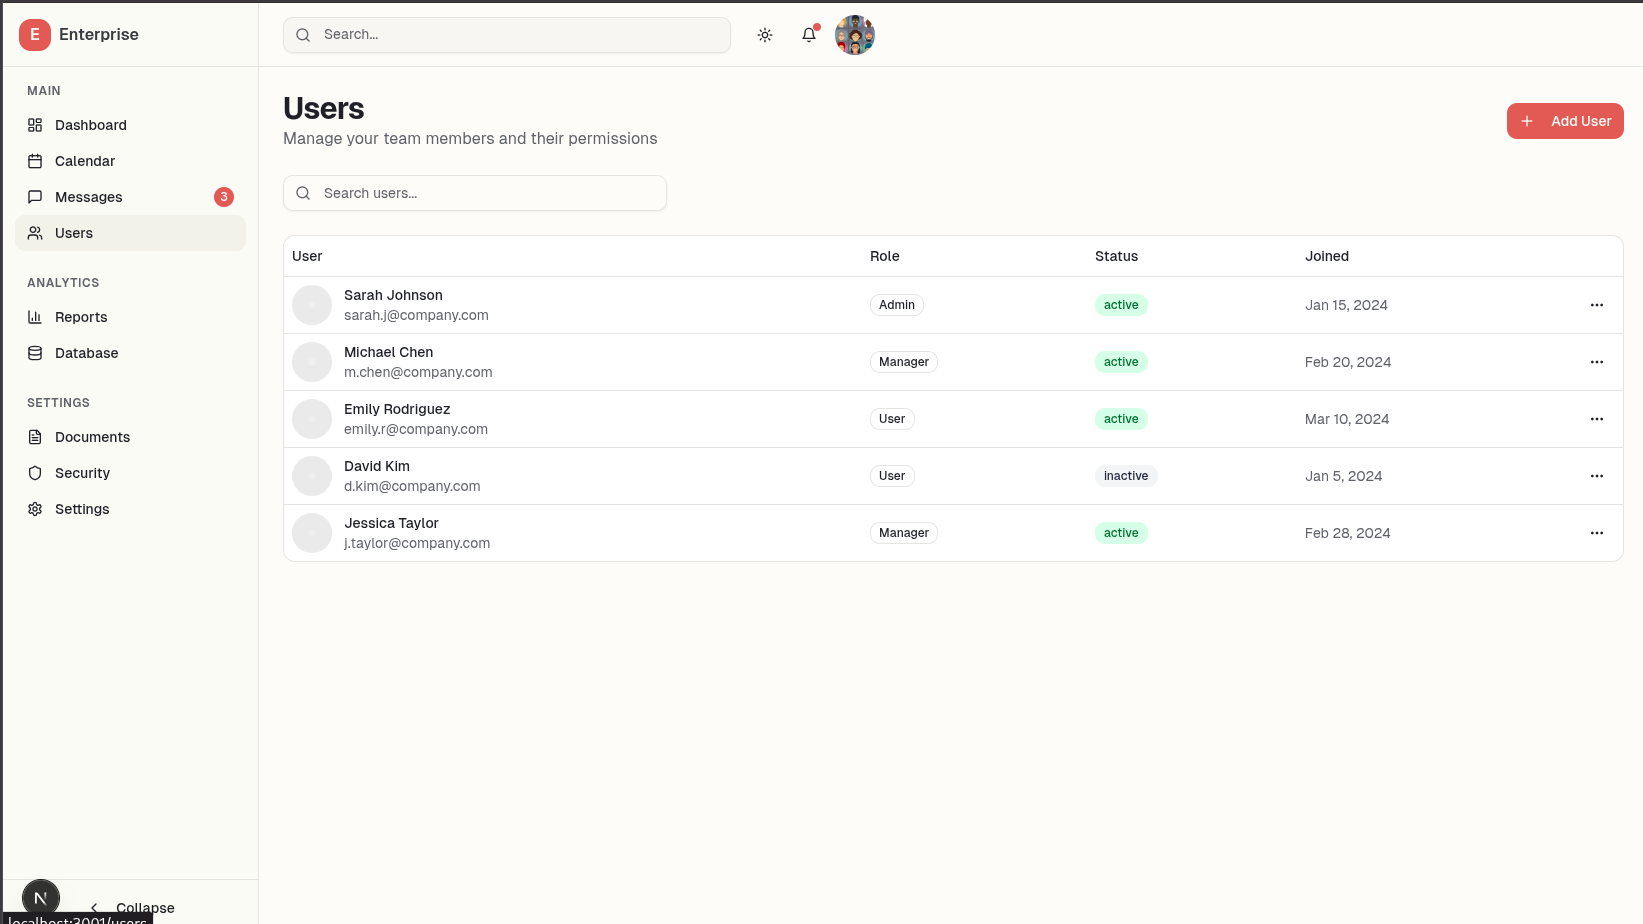 E Enterprise
Search...
MAIN
Dashboard
Calendar
Messages 3
Users
ANALYTICS
Reports
Database
SETTINGS
Documents
Security
Settings
N
Collapse
localhost:3001/users
Users
Manage your team members and their permissions
Add User
Search users...
User Role Status Joined
Sarah Johnson
sarah.j@company.com
Admin active Jan 15, 2024
Michael Chen
m.chen@company.com
Manager active Feb 20, 2024
Emily Rodriguez
emily.r@company.com
User active Mar 10, 2024
David Kim
d.kim@company.com
User inactive Jan 5, 2024
Jessica Taylor
j.taylor@company.com
Manager active Feb 28, 2024